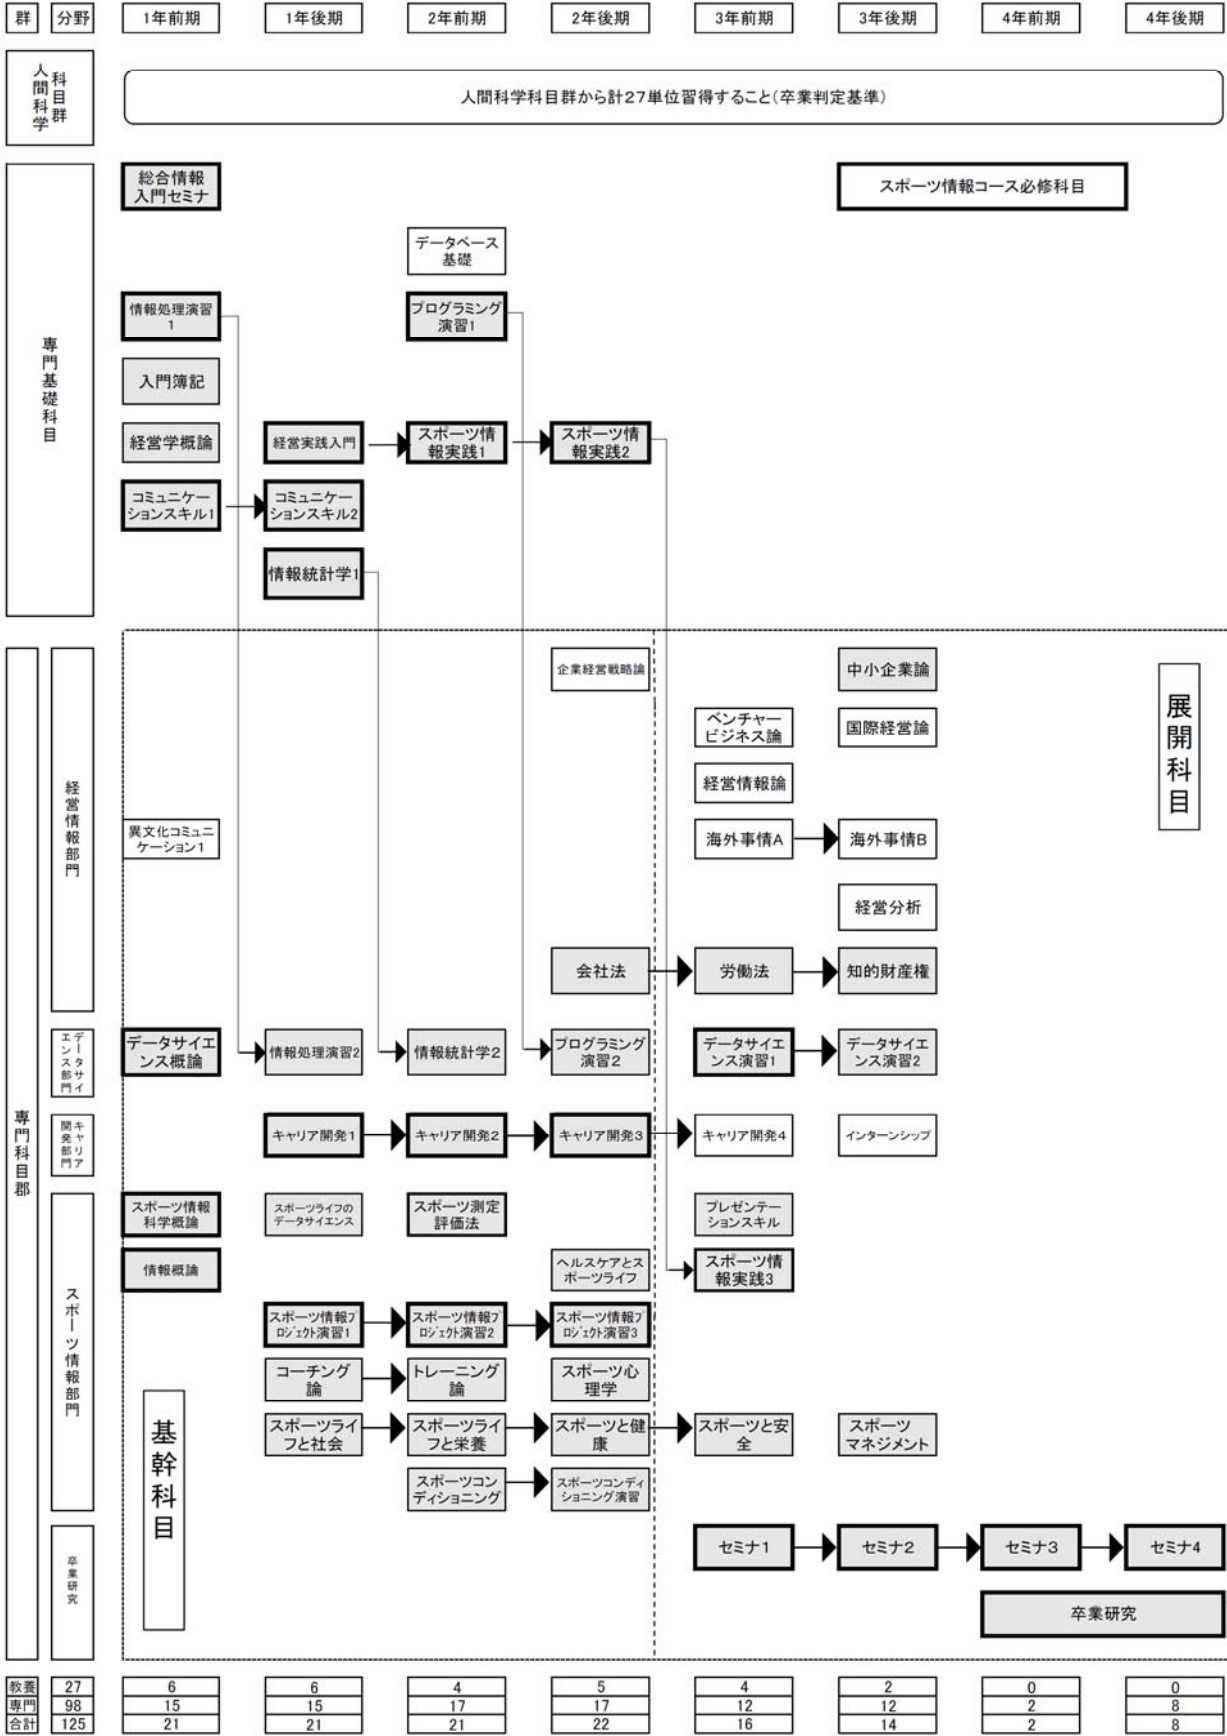 群 分野 1年前期 1年後期 2年前期 2年後期 3年前期 3年後期 4年前期 4年後期
人間科学
科目群
人間科学科目群から計27単位習得すること(卒業判定基準)
専門基礎科目
総合情報
入門セミナ
スポーツ情報コース必修科目
データベース
基礎
情報処理演習
1
プログラミング
演習1
入門簿記
経営学概論
経営実践入門
スポーツ情
報実践1
スポーツ情
報実践2
コミュニケー
ションスキル1
コミュニケー
ションスキル2
情報統計学1
専門科目郡
経営情報部門
企業経営戦略論
中小企業論
展開科目
ベンチャー
ビジネス論
国際経営論
経営情報論
異文化コミュニ
ケーション1
海外事情A
海外事情B
経営分析
会社法
労働法
知的財産権
データサイ
エンス部門
データサイエ
ンス概論
情報処理演習2
情報統計学2
プログラミング
演習2
データサイエ
ンス演習1
データサイエ
ンス演習2
キャリア
開発部門
キャリア開発1
キャリア開発2
キャリア開発3
キャリア開発4
インターンシップ
スポーツ情報部門
スポーツ情報
科学概論
スポーツライフの
データサイエンス
スポーツ測定
評価法
プレゼンテー
ションスキル
情報概論
ヘルスケアとス
ポーツライフ
スポーツ情
報実践3
スポーツ情報プ
ロジェクト演習1
スポーツ情報プ
ロジェクト演習2
スポーツ情報プ
ロジェクト演習3
コーチング
論
トレーニング
論
スポーツ心
理学
基幹科目
スポーツライ
フと社会
スポーツライ
フと栄養
スポーツと健
康
スポーツと安
全
スポーツ
マネジメント
スポーツコン
ディショニング
スポーツコンディ
ショニング演習
卒業研究
セミナ1
セミナ2
セミナ3
セミナ4
卒業研究
教養 27 6 6 4 5 4 2 0 0
専門 98 15 15 17 17 12 12 2 8
合計 125 21 21 21 22 16 14 2 8